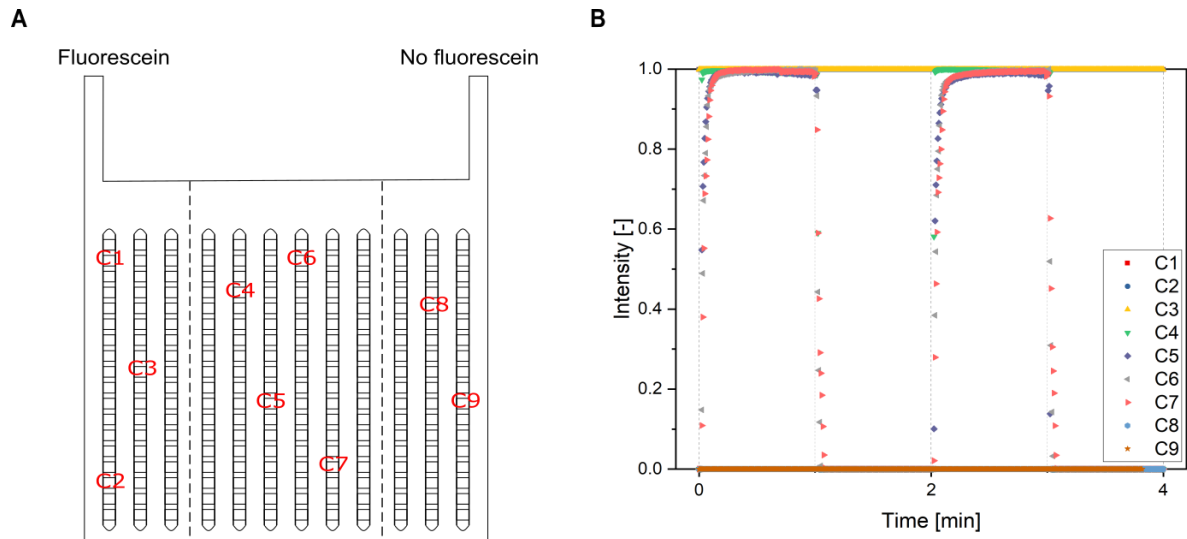 A
Fluorescein
No fluorescein
C1
C6
C4
C8
C3
C5
C9
C7
C2
B
Intensity [-]
1.0
0.8
0.6
0.4
0.2
0.0
0
2
4
Time [min]
C1
C2
C3
C4
C5
C6
C7
C8
C9